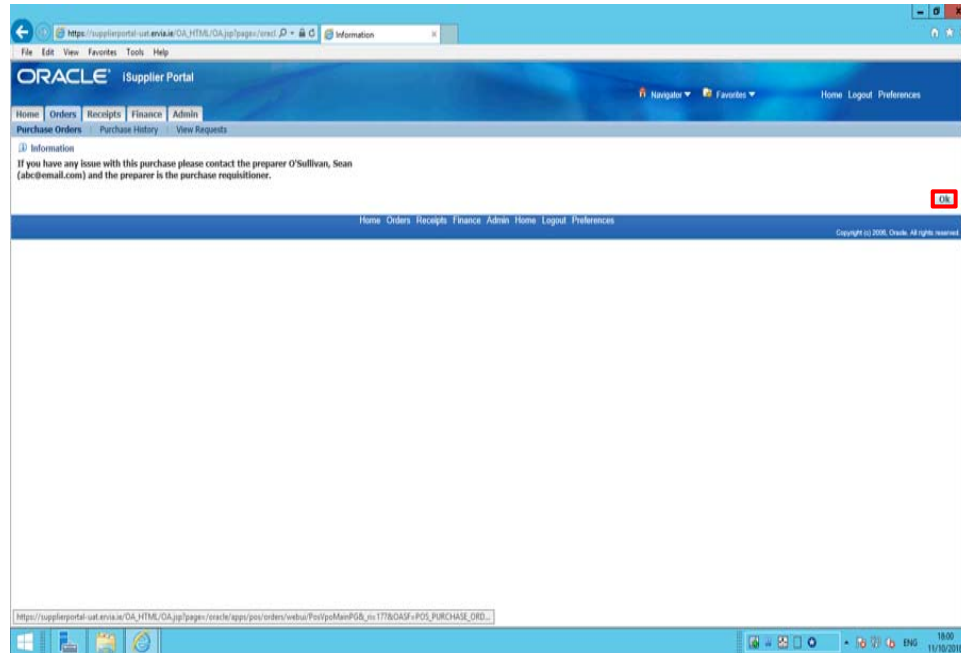 https://supplierportal-uat.ervia.ie/OA_HTML/OA.jsp?page=/oracl
Information
File Edit View Favorites Tools Help
ORACLE iSupplier Portal
Navigator Favorites Home Logout Preferences
Home Orders Receipts Finance Admin
Purchase Orders Purchase History View Requests
Information
If you have any issue with this purchase please contact the preparer O'Sullivan, Sean
(abc@email.com) and the preparer is the purchase requisitioner.
Ok
Home Orders Receipts Finance Admin Home Logout Preferences
Copyright (c) 2006, Oracle. All rights reserved.
https://supplierportal-uat.ervia.ie/OA_HTML/OA.jsp?page=/oracle/apps/pos/orders/webui/PosVpoMainPG&_ri=177&OASF=POS_PURCHASE_ORD...
ENG 18:00
11/10/2018